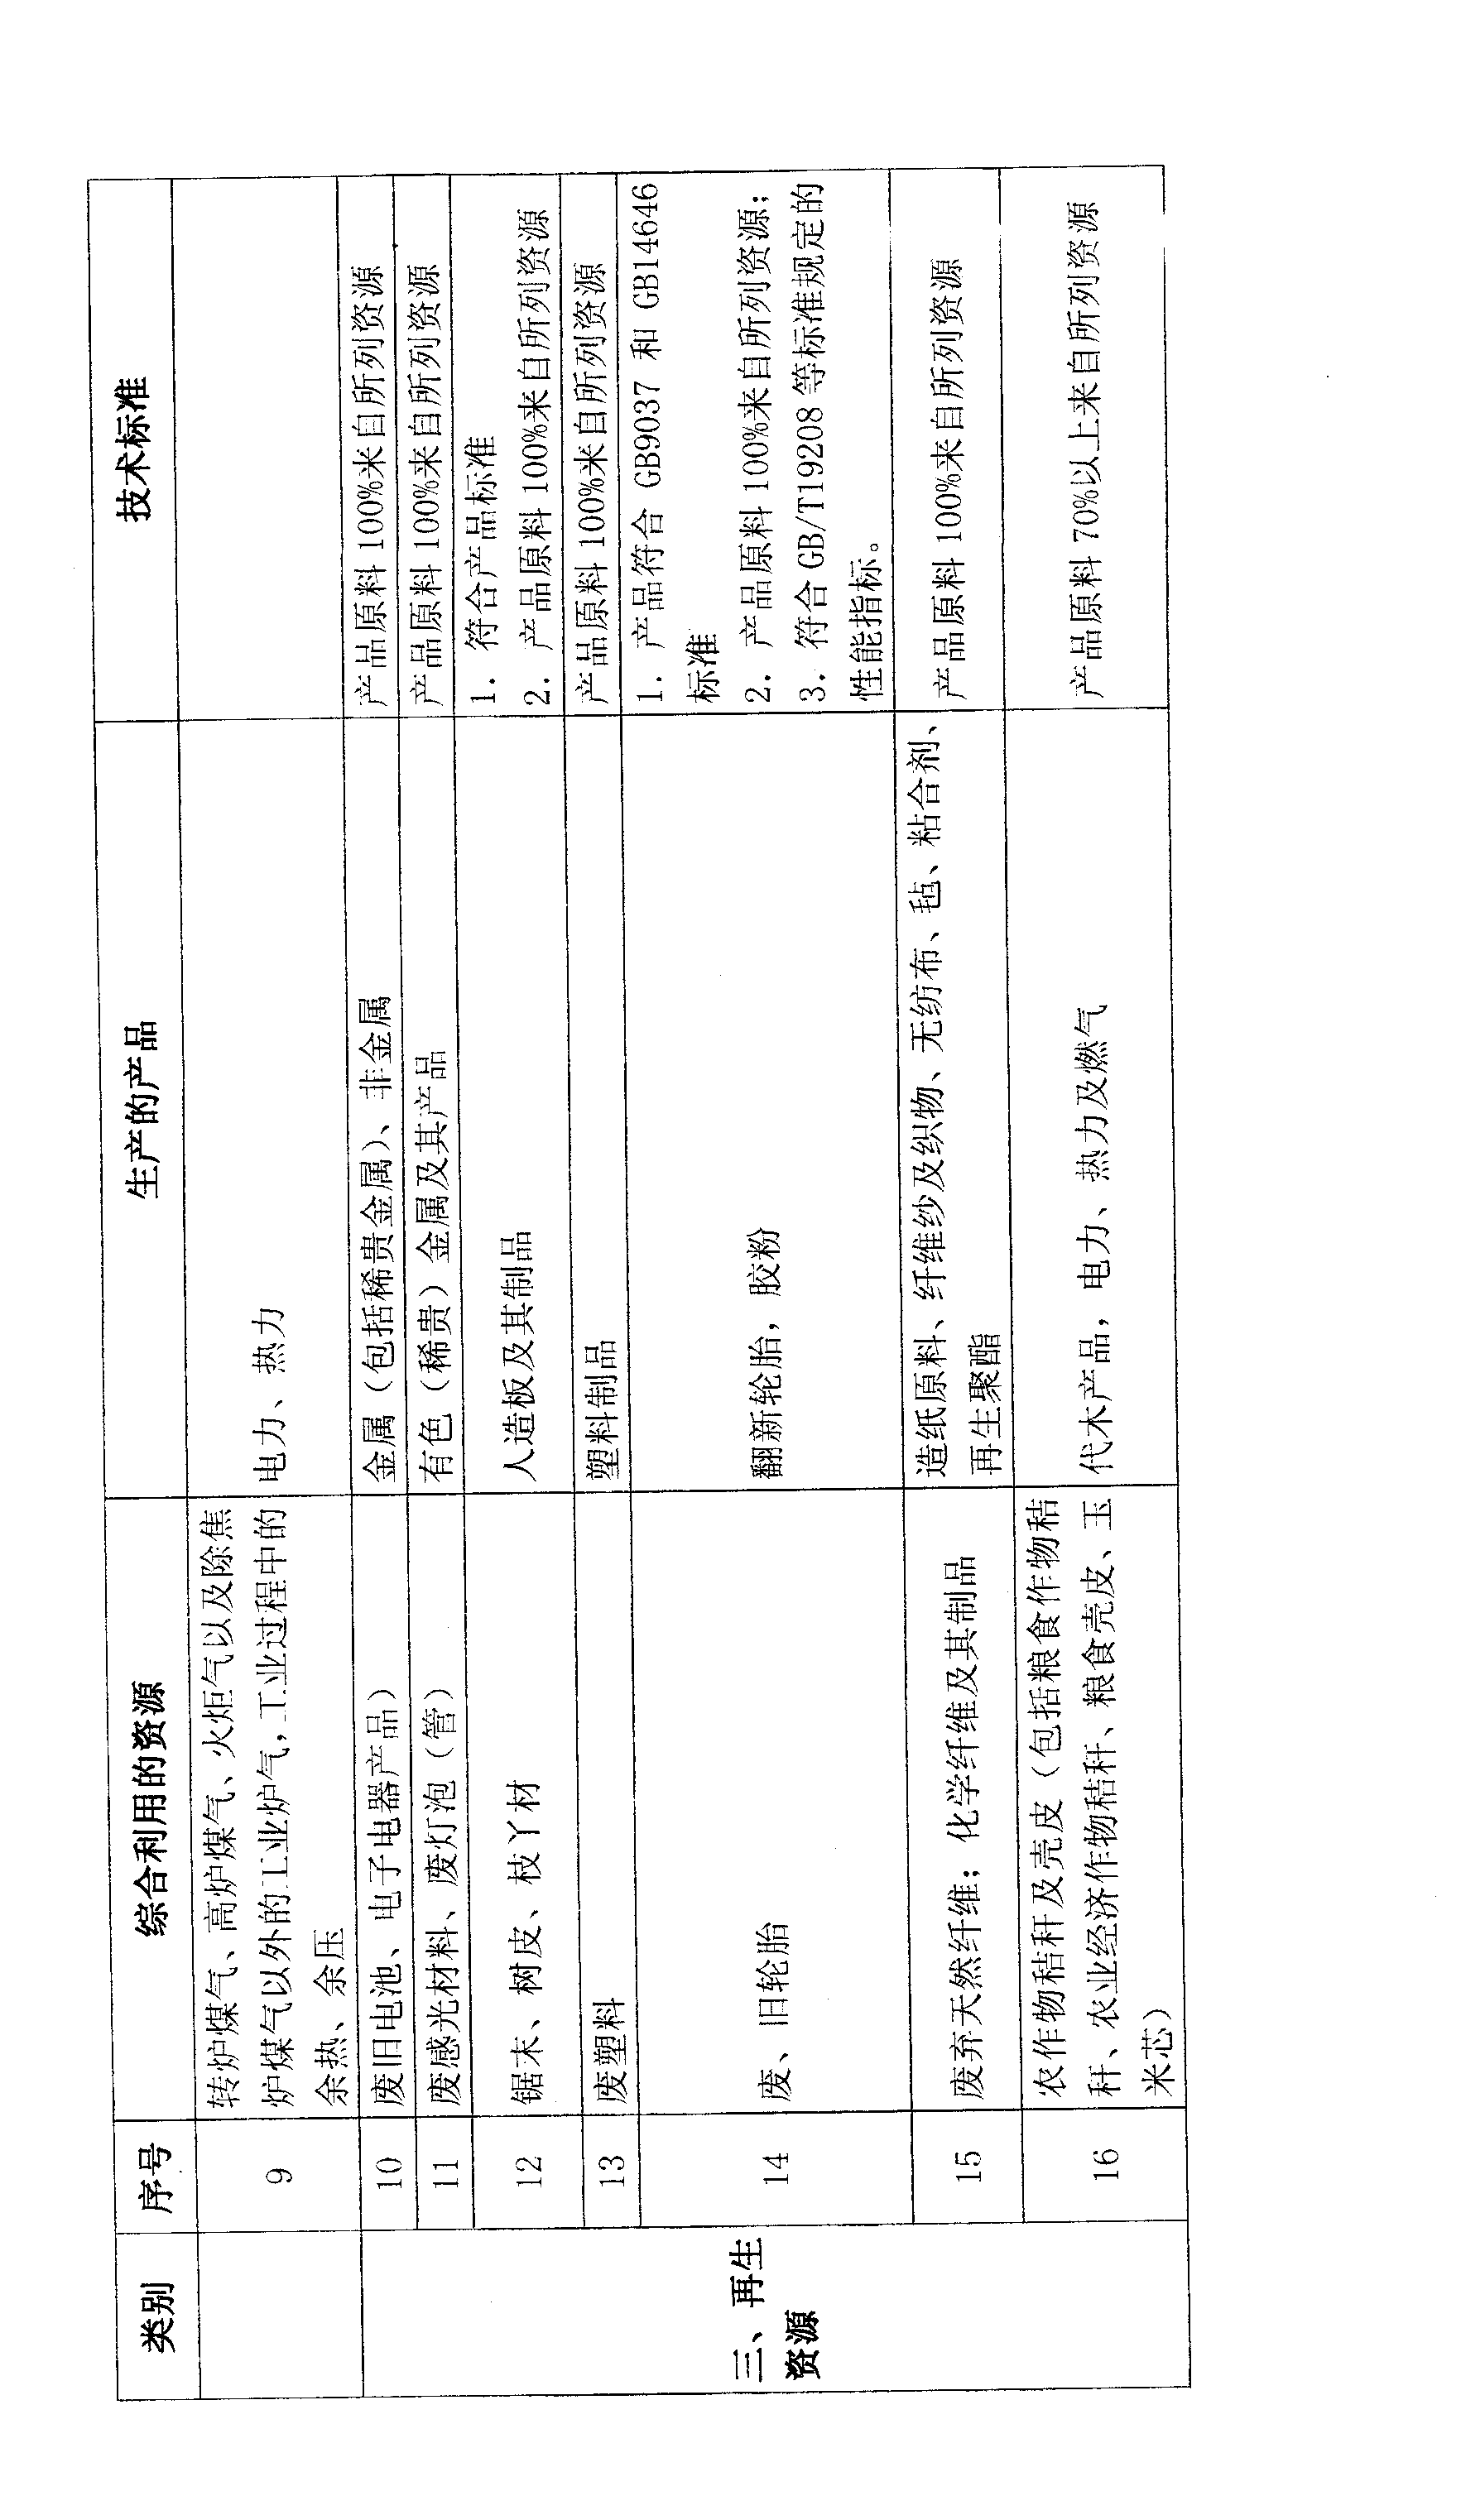 类别 序号 综合利用的资源 生产的产品 技术标准
9 转炉煤气、高炉煤气、火炬气以及除焦
炉煤气以外的工业炉气,工业过程中的
余热、余压
电力、热力
三、再生
资源
10 废旧电池、电子电器产品） 金属（包括稀贵金属）、非金属 产品原料 100%来自所列资源
11 废感光材料、废灯泡（管） 有色（稀贵）金属及其产品 产品原料 100%来自所列资源
12 锯末、树皮、枝丫材 人造板及其制品 1. 符合产品标准
2. 产品原料 100%来自所列资源
13 废塑料 塑料制品 产品原料 100%来自所列资源
14 废、旧轮胎 翻新轮胎，胶粉 1. 产品符合 GB9037 和 GB14646
标准
2. 产品原料 100%来自所列资源；
3. 符合 GB/T19208 等标准规定的
性能指标。
15 废弃天然纤维；化学纤维及其制品 造纸原料、纤维纱及织物、无纺布、毡、粘合剂、
再生聚酯
产品原料 100%来自所列资源
16 农作物秸秆及壳皮（包括粮食作物秸
秆、农业经济作物秸秆、粮食壳皮、玉
米芯）
代木产品，电力、热力及燃气 产品原料 70%以上来自所列资源